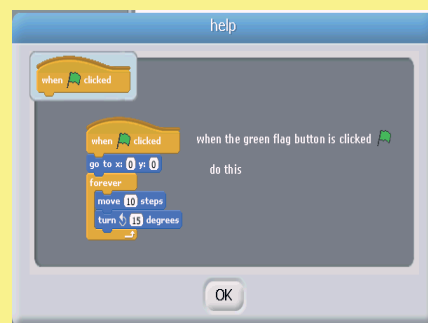 help
when clicked
when clicked
when the green flag button is clicked
go to x: 0 y: 0
do this
forever
move 10 steps
turn 15 degrees
OK